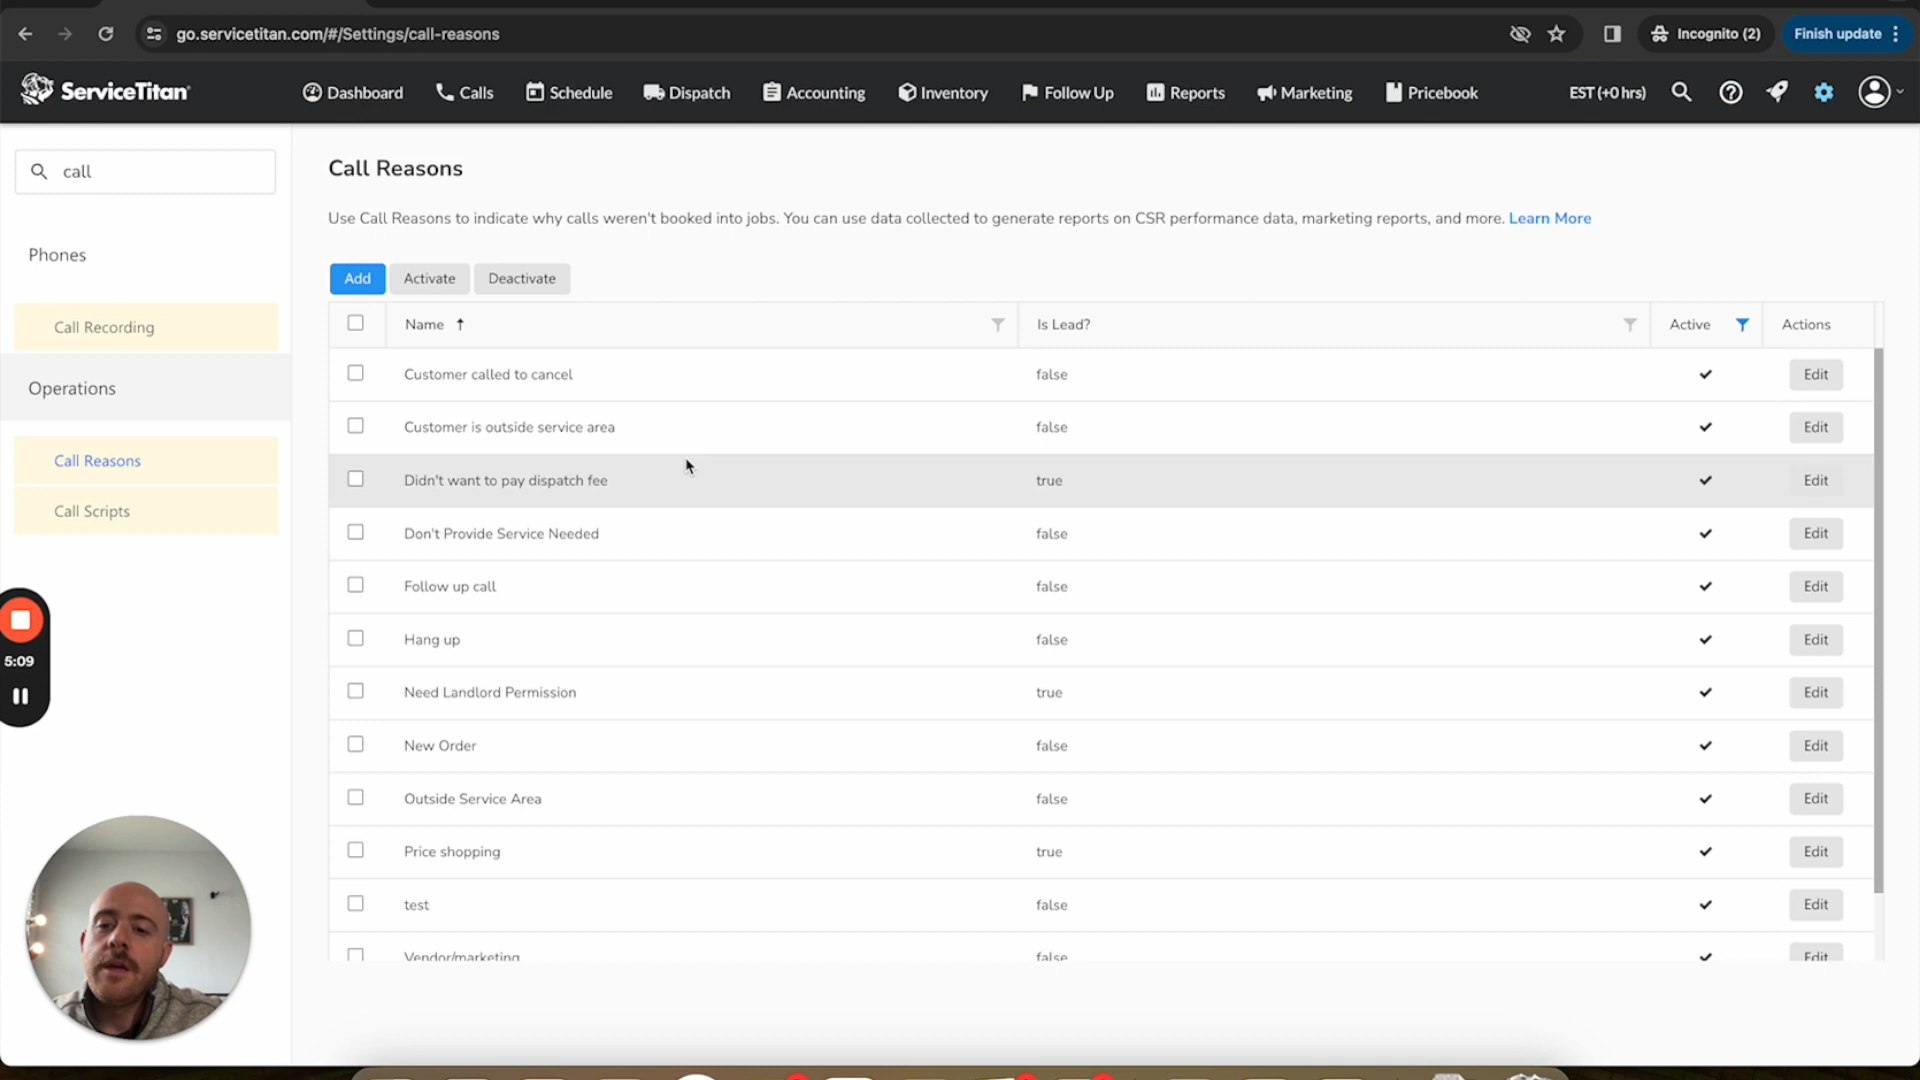 go.servicetitan.com/#/Settings/call-reasons
Incognito (2)
Finish update
ServiceTitan
Dashboard
Calls
Schedule
Dispatch
Accounting
Inventory
Follow Up
Reports
Marketing
Pricebook
EST (+0 hrs)
call
Phones
Call Recording
Operations
Call Reasons
Call Scripts
5:09
Call Reasons
Use Call Reasons to indicate why calls weren't booked into jobs. You can use data collected to generate reports on CSR performance data, marketing reports, and more. Learn More
Add Activate Deactivate
Name Is Lead? Active Actions
Customer called to cancel false Edit
Customer is outside service area false Edit
Didn't want to pay dispatch fee true Edit
Don't Provide Service Needed false Edit
Follow up call false Edit
Hang up false Edit
Need Landlord Permission true Edit
New Order false Edit
Outside Service Area false Edit
Price shopping true Edit
test false Edit
Vendor/marketing false Edit